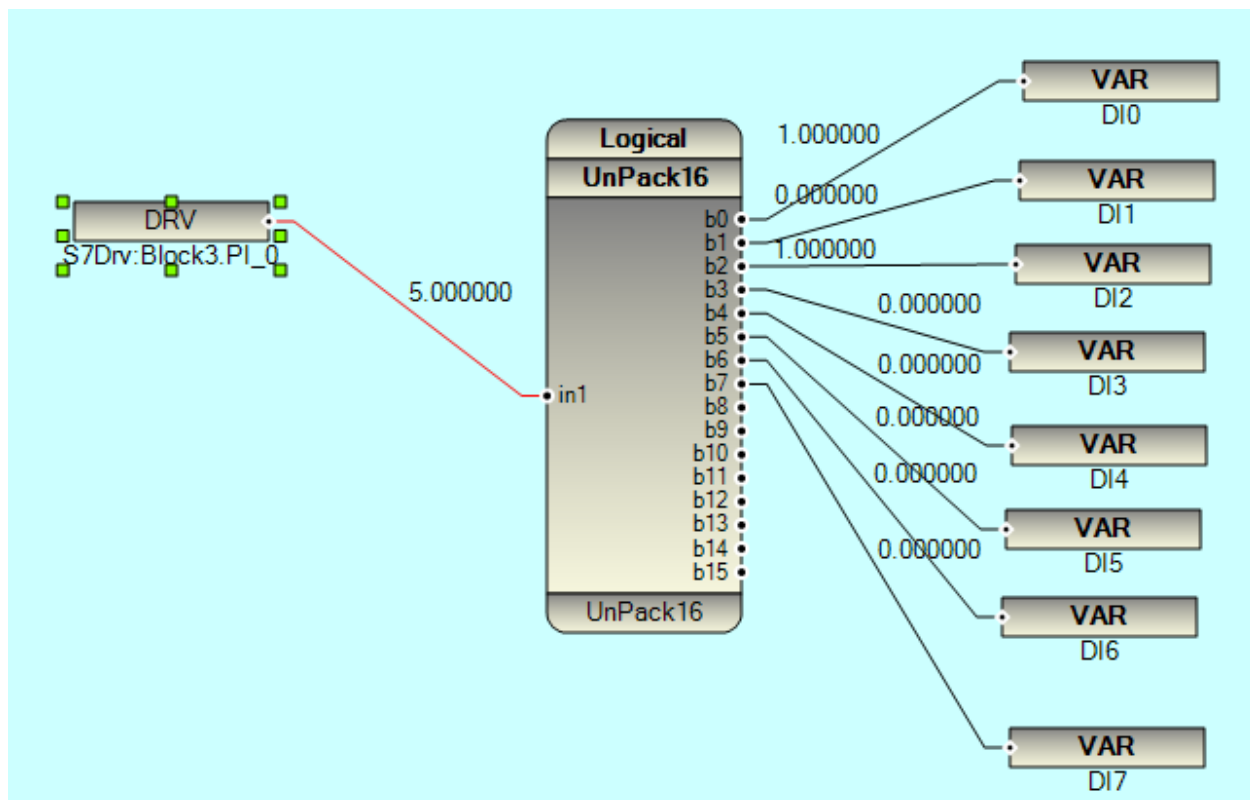 DRV
S7Drv:Block3.PI_0
5.000000
Logical
UnPack16
in1
b0
b1
b2
b3
b4
b5
b6
b7
b8
b9
b10
b11
b12
b13
b14
b15
UnPack16
1.000000
0.000000
1.000000
0.000000
0.000000
0.000000
0.000000
0.000000
VAR
DI0
VAR
DI1
VAR
DI2
VAR
DI3
VAR
DI4
VAR
DI5
VAR
DI6
VAR
DI7